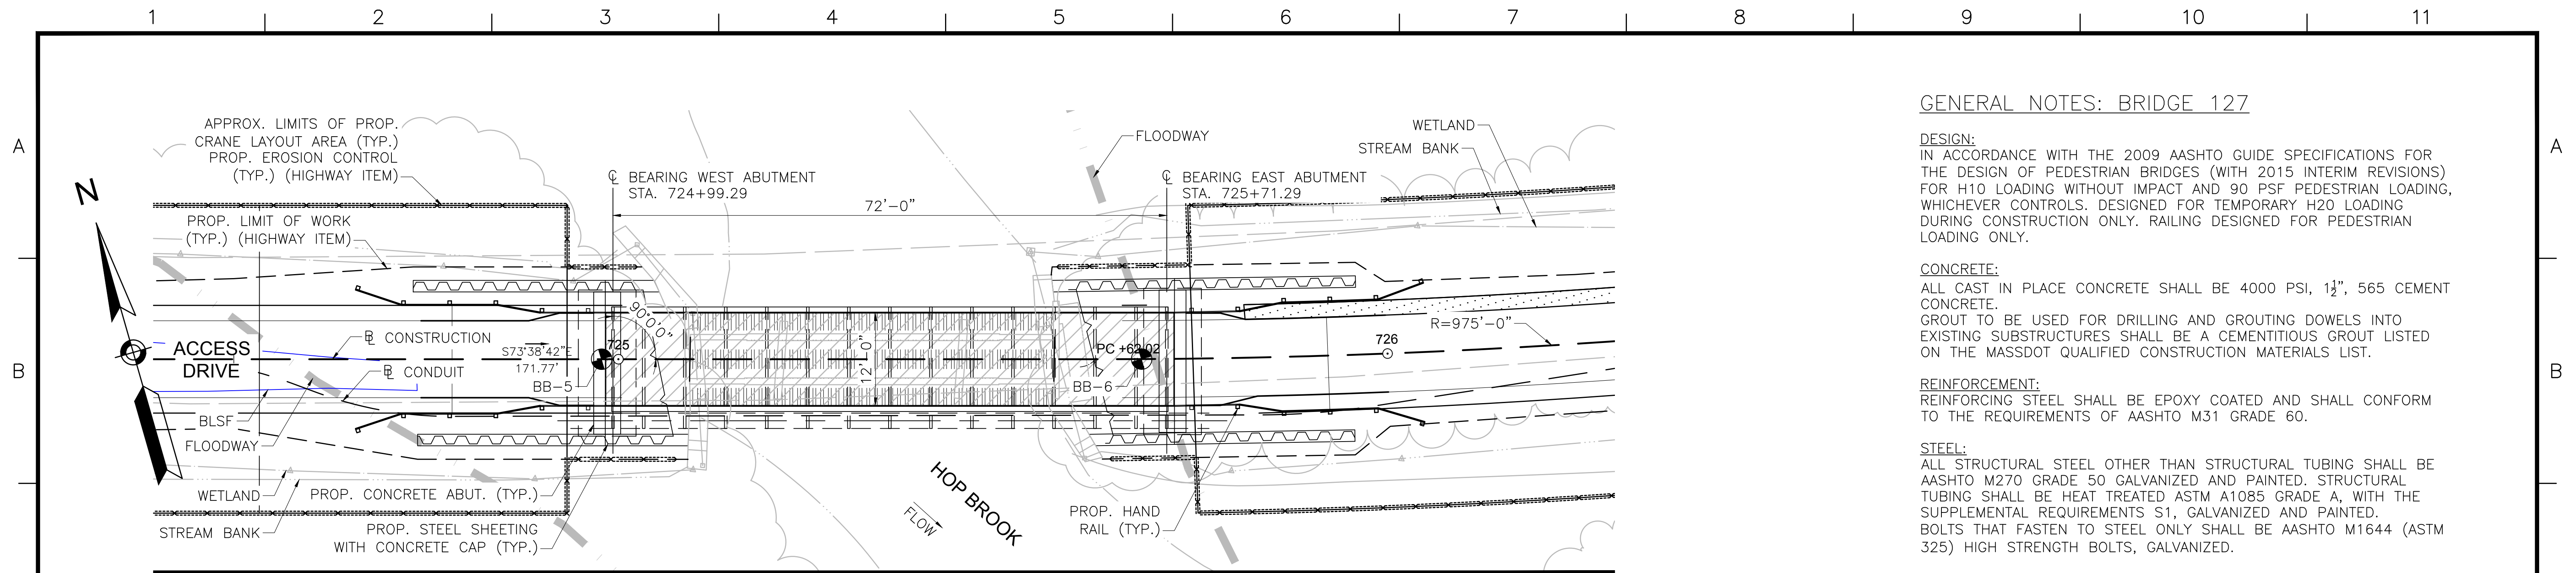 1 2 3 4 5 6 7 8 9 10 11
A
B
A
B
N
APPROX. LIMITS OF PROP.
CRANE LAYOUT AREA (TYP.)
PROP. EROSION CONTROL
(TYP.) (HIGHWAY ITEM)
PROP. LIMIT OF WORK
(TYP.) (HIGHWAY ITEM)
℄ BEARING WEST ABUTMENT
STA. 724+99.29
72'-0"
℄ BEARING EAST ABUTMENT
STA. 725+71.29
FLOODWAY
WETLAND
STREAM BANK
ACCESS
DRIVE
CONSTRUCTION
CONDUIT
S73°38'42"E
171.77'
725
90°0'0"
BB-5
12'-0"
PC +62.02
BB-6
R=975'-0"
726
BLSF
FLOODWAY
WETLAND
STREAM BANK
PROP. CONCRETE ABUT. (TYP.)
PROP. STEEL SHEETING
WITH CONCRETE CAP (TYP.)
HOP BROOK
FLOW
PROP. HAND
RAIL (TYP.)
GENERAL NOTES: BRIDGE 127
DESIGN:
IN ACCORDANCE WITH THE 2009 AASHTO GUIDE SPECIFICATIONS FOR
THE DESIGN OF PEDESTRIAN BRIDGES (WITH 2015 INTERIM REVISIONS)
FOR H10 LOADING WITHOUT IMPACT AND 90 PSF PEDESTRIAN LOADING,
WHICHEVER CONTROLS. DESIGNED FOR TEMPORARY H20 LOADING
DURING CONSTRUCTION ONLY. RAILING DESIGNED FOR PEDESTRIAN
LOADING ONLY.
CONCRETE:
ALL CAST IN PLACE CONCRETE SHALL BE 4000 PSI, 1½", 565 CEMENT
CONCRETE.
GROUT TO BE USED FOR DRILLING AND GROUTING DOWELS INTO
EXISTING SUBSTRUCTURES SHALL BE A CEMENTITIOUS GROUT LISTED
ON THE MASSDOT QUALIFIED CONSTRUCTION MATERIALS LIST.
REINFORCEMENT:
REINFORCING STEEL SHALL BE EPOXY COATED AND SHALL CONFORM
TO THE REQUIREMENTS OF AASHTO M31 GRADE 60.
STEEL:
ALL STRUCTURAL STEEL OTHER THAN STRUCTURAL TUBING SHALL BE
AASHTO M270 GRADE 50 GALVANIZED AND PAINTED. STRUCTURAL
TUBING SHALL BE HEAT TREATED ASTM A1085 GRADE A, WITH THE
SUPPLEMENTAL REQUIREMENTS S1, GALVANIZED AND PAINTED.
BOLTS THAT FASTEN TO STEEL ONLY SHALL BE AASHTO M1644 (ASTM
325) HIGH STRENGTH BOLTS, GALVANIZED.